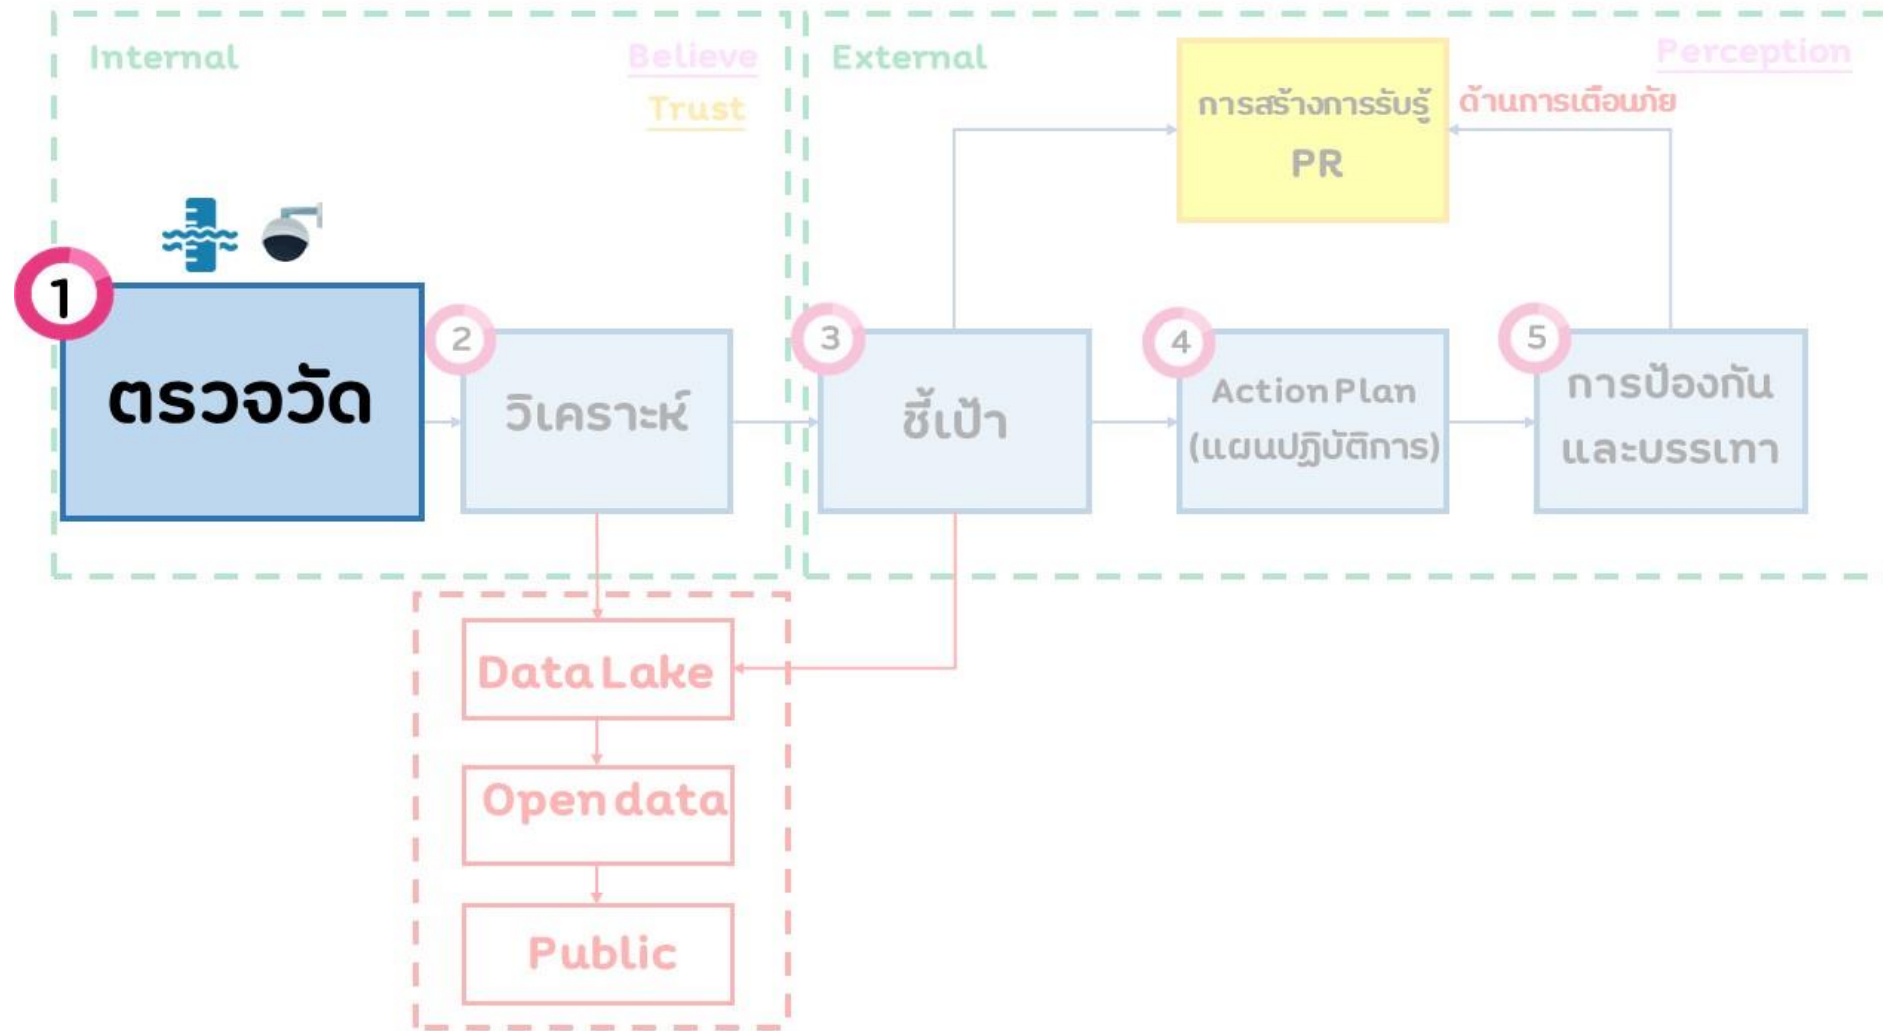 Internal
Believe
Trust
External
Perception
การสร้างการรับรู้
PR
ด้านการเตือนภัย
1
ตรวจวัด
2
วิเคราะห์
3
ชี้เป้า
4
Action Plan
(แผนปฏิบัติการ)
5
การป้องกัน
และบรรเทา
Data Lake
Open data
Public